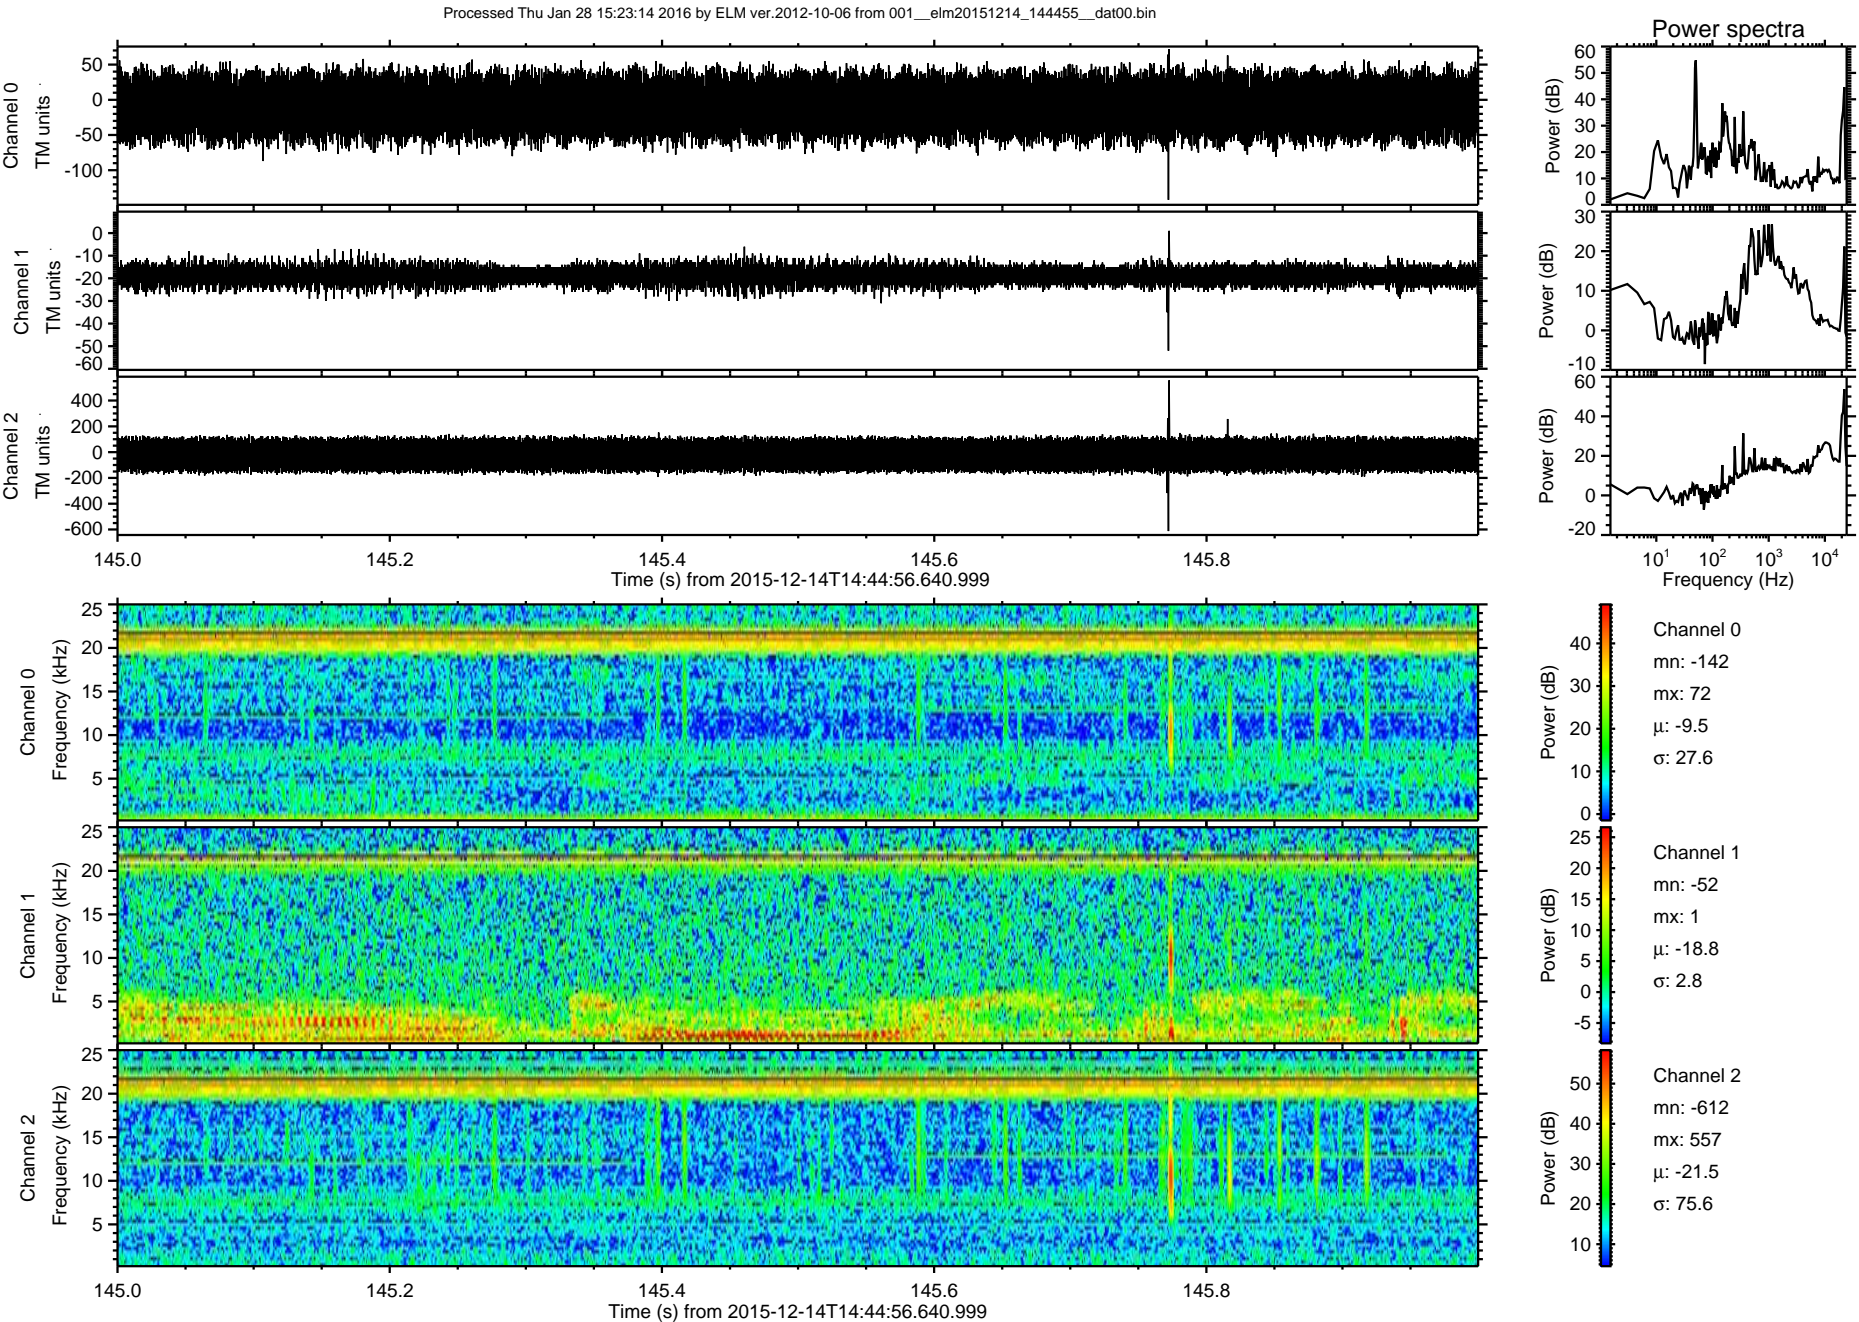 Processed Thu Jan 28 15:23:14 2016 by ELM ver.2012-10-06 from 001__elm20151214_144455__dat00.bin
Power spectra
Channel 0
TM units
50
0
-50
-100
Power (dB)
60
50
40
30
20
10
0
Channel 1
TM units
0
-10
-20
-30
-40
-50
-60
Power (dB)
30
20
10
0
-10
Channel 2
TM units
400
200
0
-200
-400
-600
Power (dB)
60
40
20
0
-20
145.0 145.2 145.4 145.6 145.8
Time (s) from 2015-12-14T14:44:56.640.999
10¹ 10² 10³ 10⁴
Frequency (Hz)
Channel 0
Frequency (kHz)
25
20
15
10
5
Power (dB)
40
30
20
10
0
Channel 0
mn: -142
mx: 72
µ: -9.5
σ: 27.6
Channel 1
Frequency (kHz)
25
20
15
10
5
Power (dB)
25
20
15
10
5
0
-5
Channel 1
mn: -52
mx: 1
µ: -18.8
σ: 2.8
Channel 2
Frequency (kHz)
25
20
15
10
5
Power (dB)
50
40
30
20
10
Channel 2
mn: -612
mx: 557
µ: -21.5
σ: 75.6
145.0 145.2 145.4 145.6 145.8
Time (s) from 2015-12-14T14:44:56.640.999